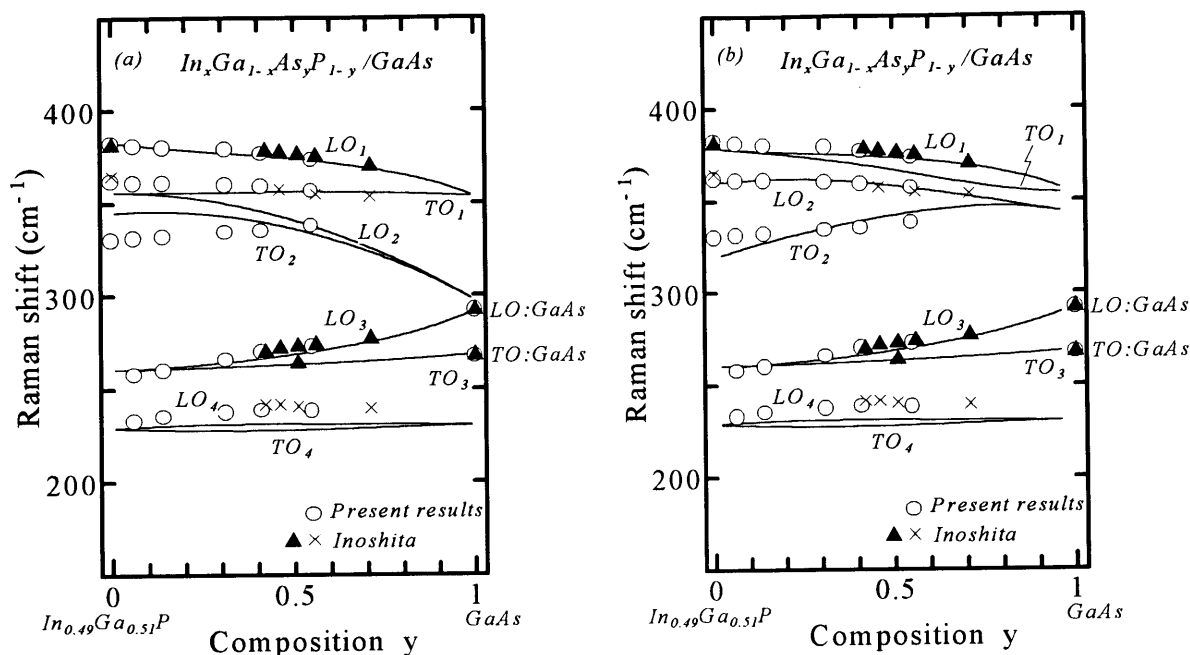 (a) InₓGa₁₋ₓAsᵧP₁₋ᵧ/GaAs
400
300
200
Raman shift (cm⁻¹)
LO₁
TO₁
LO₂
TO₂
LO₃
LO:GaAs
TO:GaAs
TO₃
LO₄
TO₄
○ Present results
▲ × Inoshita
0
0.5
1
In₀.₄₉Ga₀.₅₁P
GaAs
Composition y
(b) InₓGa₁₋ₓAsᵧP₁₋ᵧ/GaAs
400
300
200
Raman shift (cm⁻¹)
LO₁
TO₁
LO₂
TO₂
LO₃
LO:GaAs
TO:GaAs
TO₃
LO₄
TO₄
○ Present results
▲ × Inoshita
0
0.5
1
In₀.₄₉Ga₀.₅₁P
GaAs
Composition y